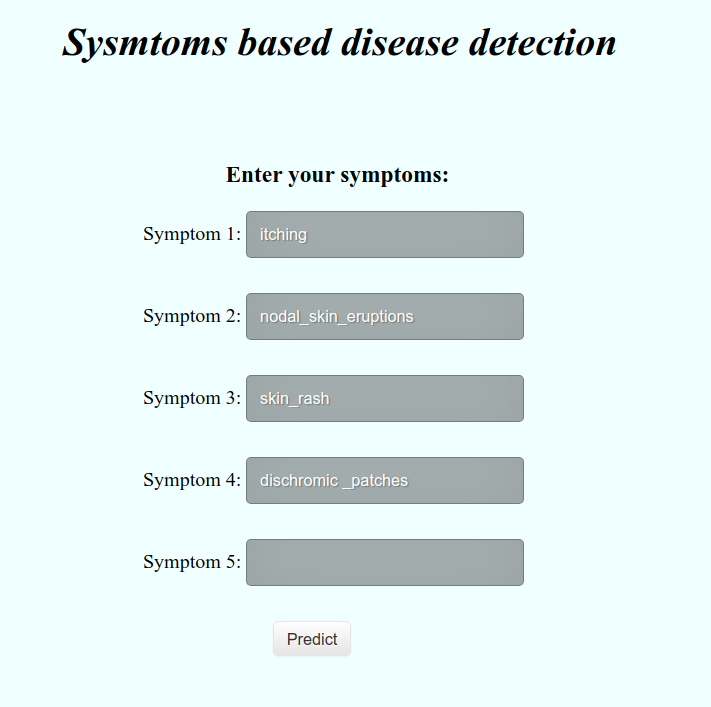 Sysmtoms based disease detection
Enter your symptoms:
Symptom 1: itching
Symptom 2: nodal_skin_eruptions
Symptom 3: skin_rash
Symptom 4: dischromic _patches
Symptom 5:
Predict